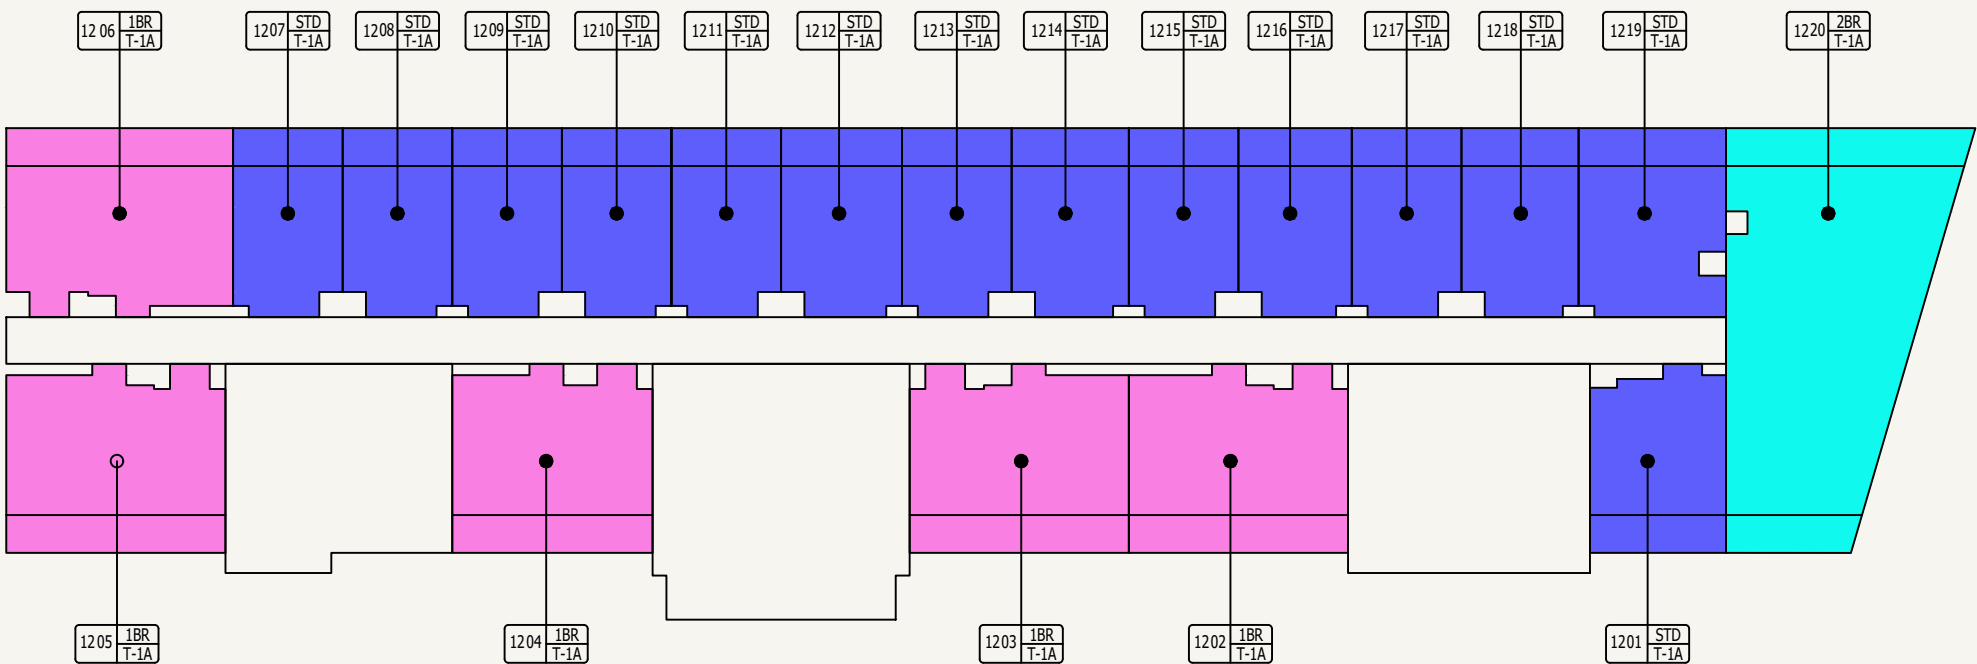 1206 1BR T-1A
1207 STD T-1A
1208 STD T-1A
1209 STD T-1A
1210 STD T-1A
1211 STD T-1A
1212 STD T-1A
1213 STD T-1A
1214 STD T-1A
1215 STD T-1A
1216 STD T-1A
1217 STD T-1A
1218 STD T-1A
1219 STD T-1A
1220 2BR T-1A
1205 1BR T-1A
1204 1BR T-1A
1203 1BR T-1A
1202 1BR T-1A
1201 STD T-1A